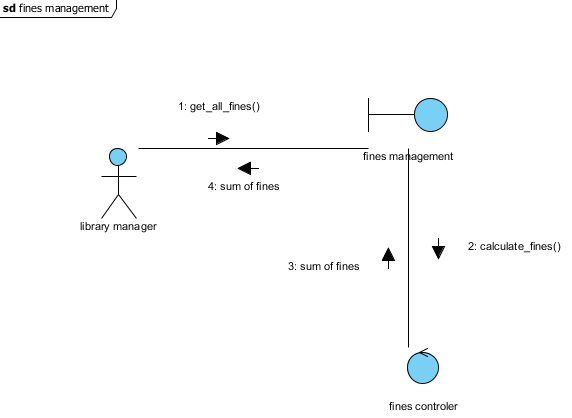 sd fines management
1: get_all_fines()
fines management
4: sum of fines
library manager
2: calculate_fines()
3: sum of fines
fines controler